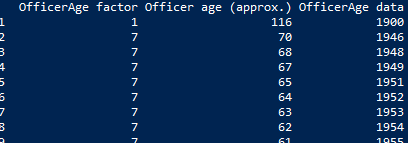 OfficerAge factor Officer age (approx.) OfficerAge data
1 1 116 1900
2 7 70 1946
3 7 68 1948
4 7 67 1949
5 7 65 1951
6 7 64 1952
7 7 63 1953
8 7 62 1954
9 7 61 1955